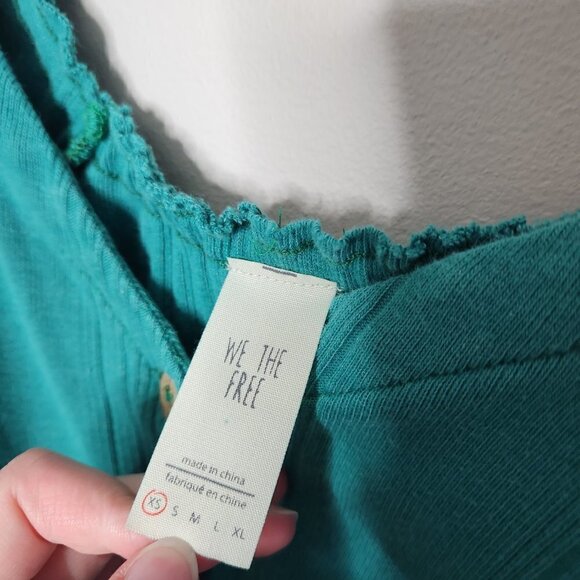 WE THE
FREE
made in china
fabriqué en chine
XS S M L XL